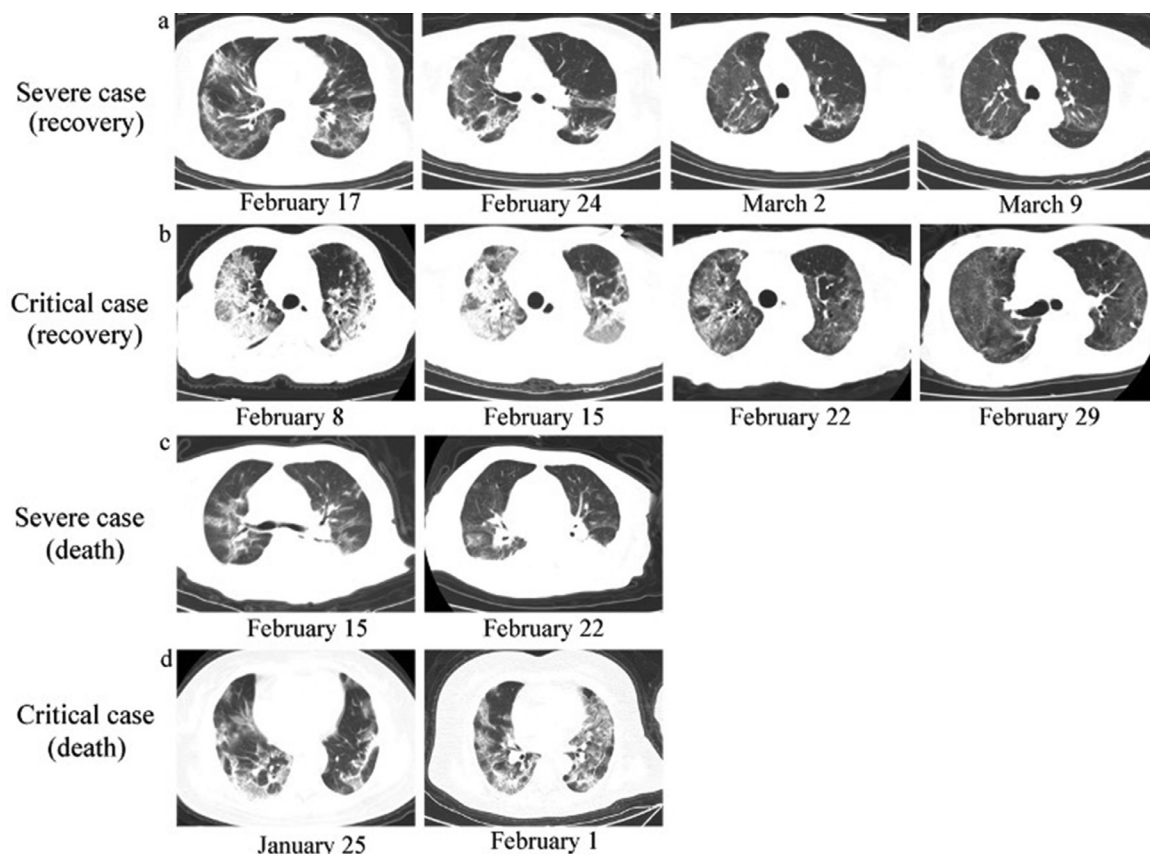 a
Severe case
(recovery)
February 17
February 24
March 2
March 9
b
Critical case
(recovery)
February 8
February 15
February 22
February 29
c
Severe case
(death)
February 15
February 22
d
Critical case
(death)
January 25
February 1